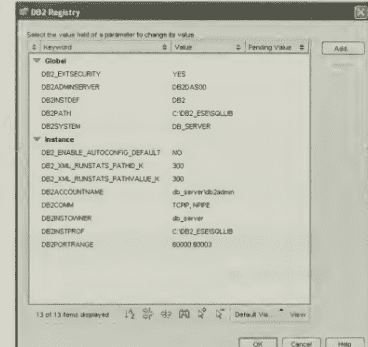 DB2 Registry
Select the value field of a parameter to change its value
Keyword Value Pending Value
Add...
Global
DB2_EXTSECURITY YES
DB2ADMINSERVER DB2DAS00
DB2INSTDEF DB2
DB2PATH C:\DB2_ESE\SQLLIB
DB2SYSTEM DB_SERVER
Instance
DB2_ENABLE_AUTOCONFIG_DEFAULT NO
DB2_XML_RUNSTATS_PATHID_K 300
DB2_XML_RUNSTATS_PATHVALUE_K 300
DB2ACCOUNTNAME db_server\db2admin
DB2COMM TCPIP, NPIPE
DB2INSTOWNER db_server
DB2INSTPROF C:\DB2_ESE\SQLLIB
DB2PORTRANGE 60000:60003
13 of 13 items displayed Default Vie... View
OK Cancel Help